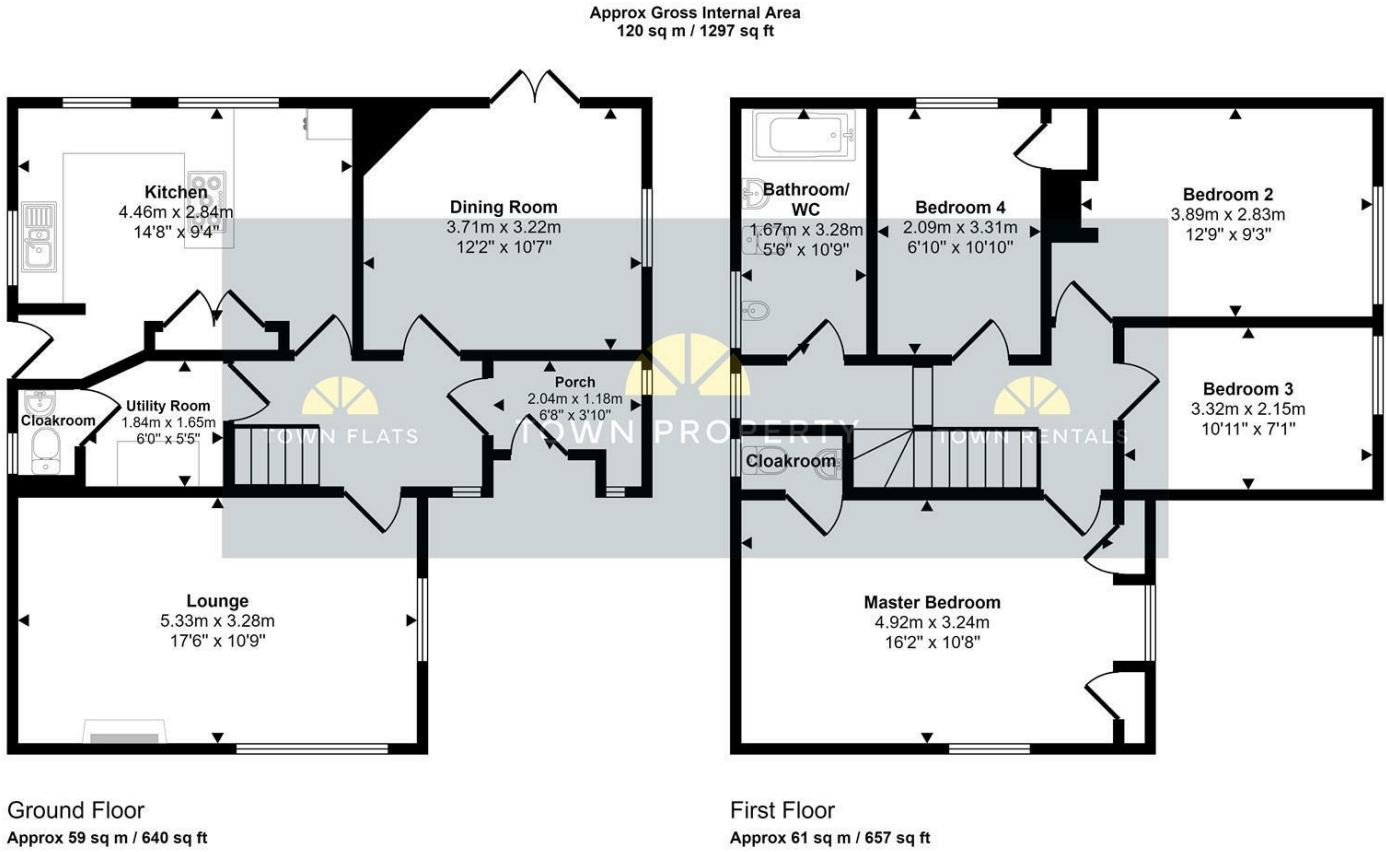 Approx Gross Internal Area
120 sq m / 1297 sq ft
Kitchen
4.46m x 2.84m
14'8" x 9'4"
Dining Room
3.71m x 3.22m
12'2" x 10'7"
Cloakroom
Utility Room
1.84m x 1.65m
6'0" x 5'5"
Porch
2.04m x 1.18m
6'8" x 3'10"
Lounge
5.33m x 3.28m
17'6" x 10'9"
Bathroom/
WC
1.67m x 3.28m
5'6" x 10'9"
Bedroom 4
2.09m x 3.31m
6'10" x 10'10"
Bedroom 2
3.89m x 2.83m
12'9" x 9'3"
Bedroom 3
3.32m x 2.15m
10'11" x 7'1"
Cloakroom
Master Bedroom
4.92m x 3.24m
16'2" x 10'8"
TOWN FLATS
TOWN PROPERTY
TOWN RENTALS
Ground Floor
Approx 59 sq m / 640 sq ft
First Floor
Approx 61 sq m / 657 sq ft